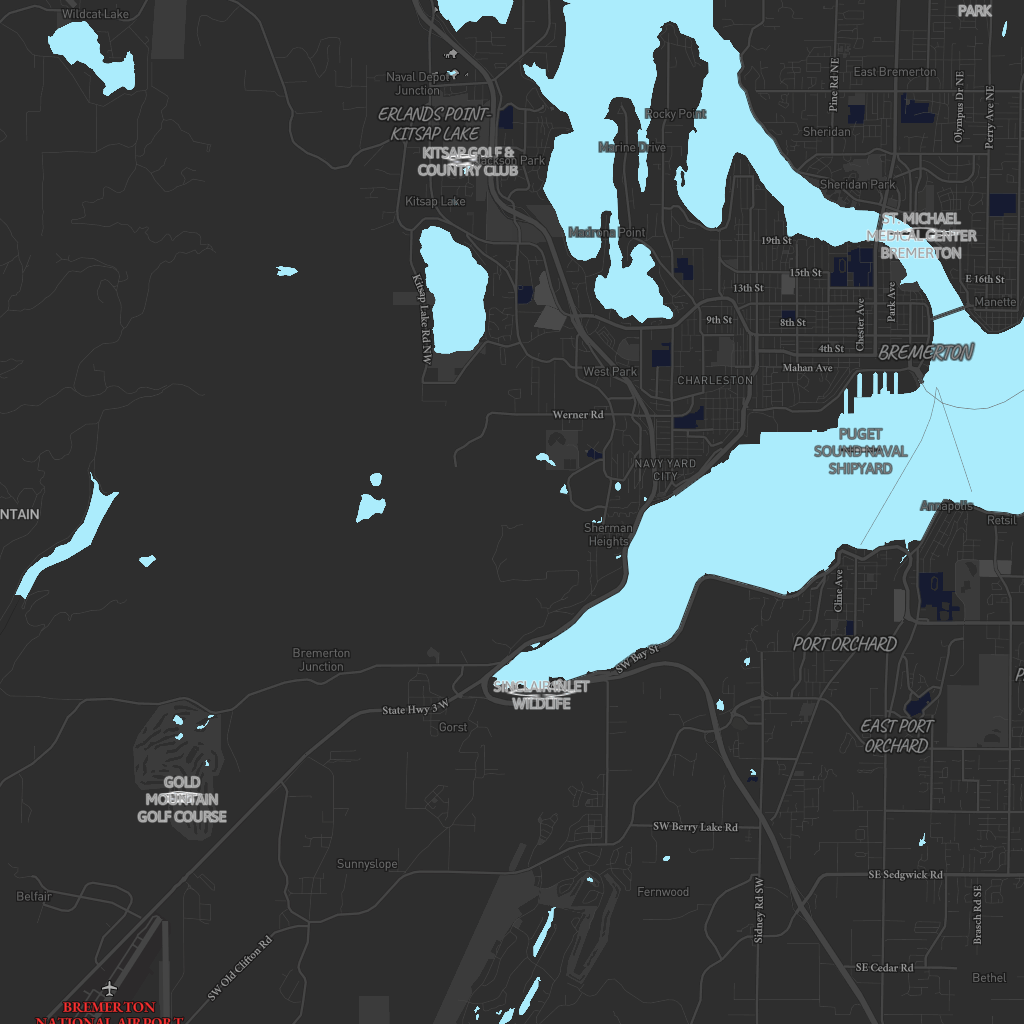 PARK
Wildcat Lake
Naval Depot
Junction
East Bremerton
Pine Rd NE
Olympus Dr NE
Perry Ave NE
ERLANDS POINT-
KITSAP LAKE
Rocky Point
Sheridan
Marine Drive
KITSAP GOLF &
COUNTRY CLUB
Jackson Park
Sheridan Park
Kitsap Lake
ST. MICHAEL
MEDICAL CENTER
BREMERTON
Madrona Point
19th St
15th St
E 16th St
13th St
Manette
Kitsap Lake Rd NW
Park Ave
Chester Ave
9th St
8th St
4th St
BREMERTON
Mahan Ave
West Park
CHARLESTON
Werner Rd
PUGET
SOUND NAVAL
SHIPYARD
NAVY YARD
CITY
NTAIN
Annapolis
Retsil
Sherman
Heights
Cline Ave
PORT ORCHARD
Bremerton
Junction
SW Bay St
SINCLAIR INLET
WILDLIFE
State Hwy 3 W
Gorst
EAST PORT
ORCHARD
GOLD
MOUNTAIN
GOLF COURSE
SW Berry Lake Rd
Sunnyslope
SE Sedgwick Rd
Belfair
Fernwood
Sidney Rd SW
Brasch Rd SE
SW Old Clifton Rd
SE Cedar Rd
Bethel
BREMERTON
NATIONAL AIRPORT